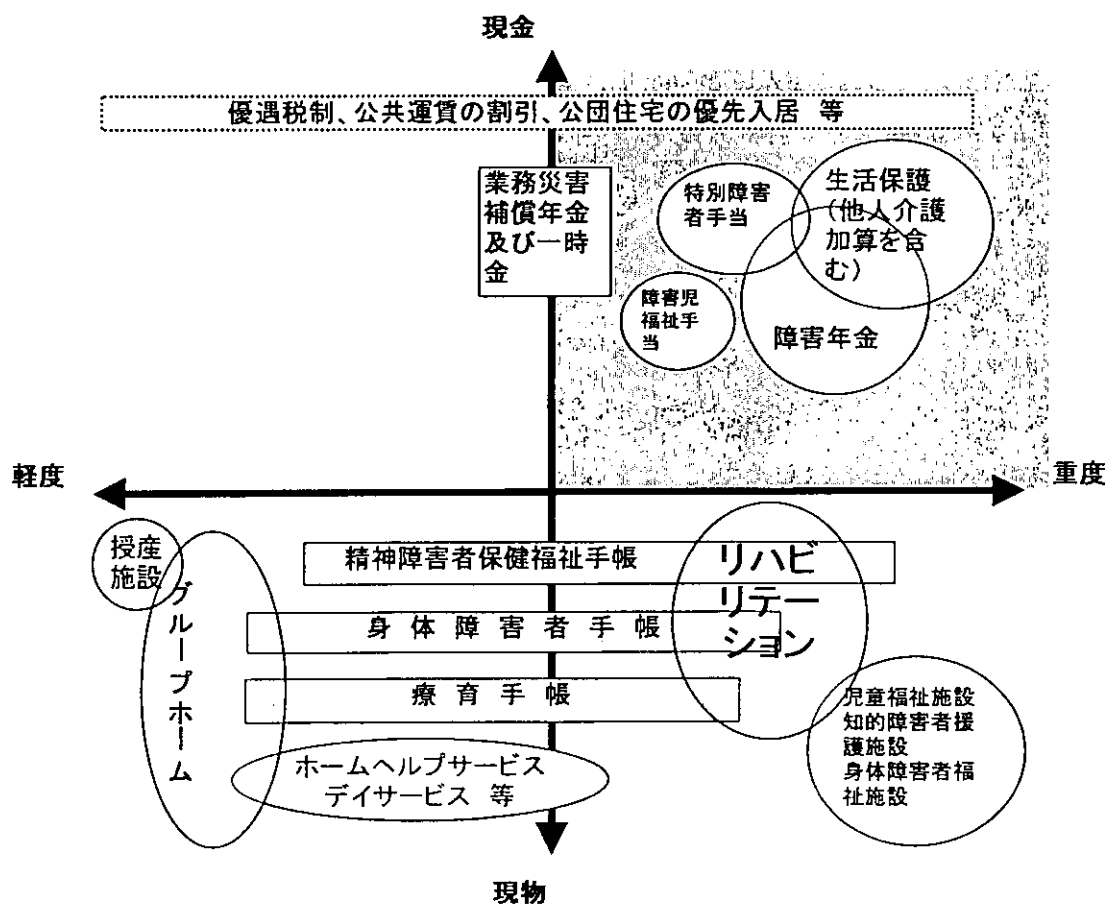 現金
優遇税制、公共運賃の割引、公団住宅の優先入居 等
業務災害
補償年金
及び一時
金
特別障害
者手当
生活保護
(他人介護
加算を含
む)
障害児
福祉手
当
障害年金
軽度
重度
授産
施設
グループホーム
精神障害者保健福祉手帳
身体障害者手帳
療育手帳
リハビ
リテー
ション
ホームヘルプサービス
デイサービス 等
児童福祉施設
知的障害者援
護施設
身体障害者福
祉施設
現物